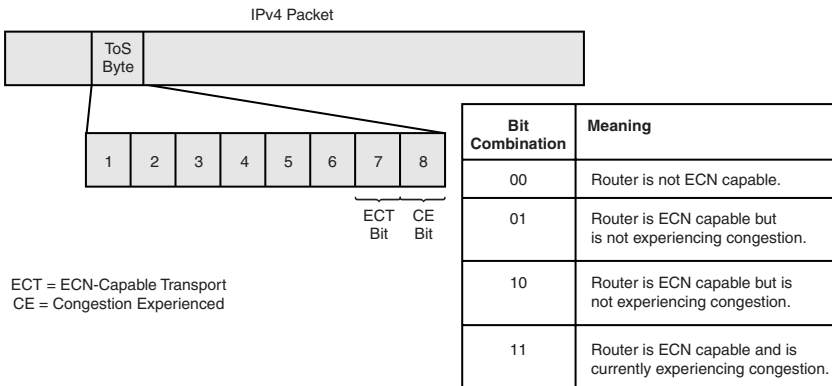 IPv4 Packet
ToS
Byte
1 2 3 4 5 6 7 8
ECT
Bit
CE
Bit
ECT = ECN-Capable Transport
CE = Congestion Experienced
Bit
Combination
Meaning
00
Router is not ECN capable.
01
Router is ECN capable but
is not experiencing congestion.
10
Router is ECN capable but is
not experiencing congestion.
11
Router is ECN capable and is
currently experiencing congestion.